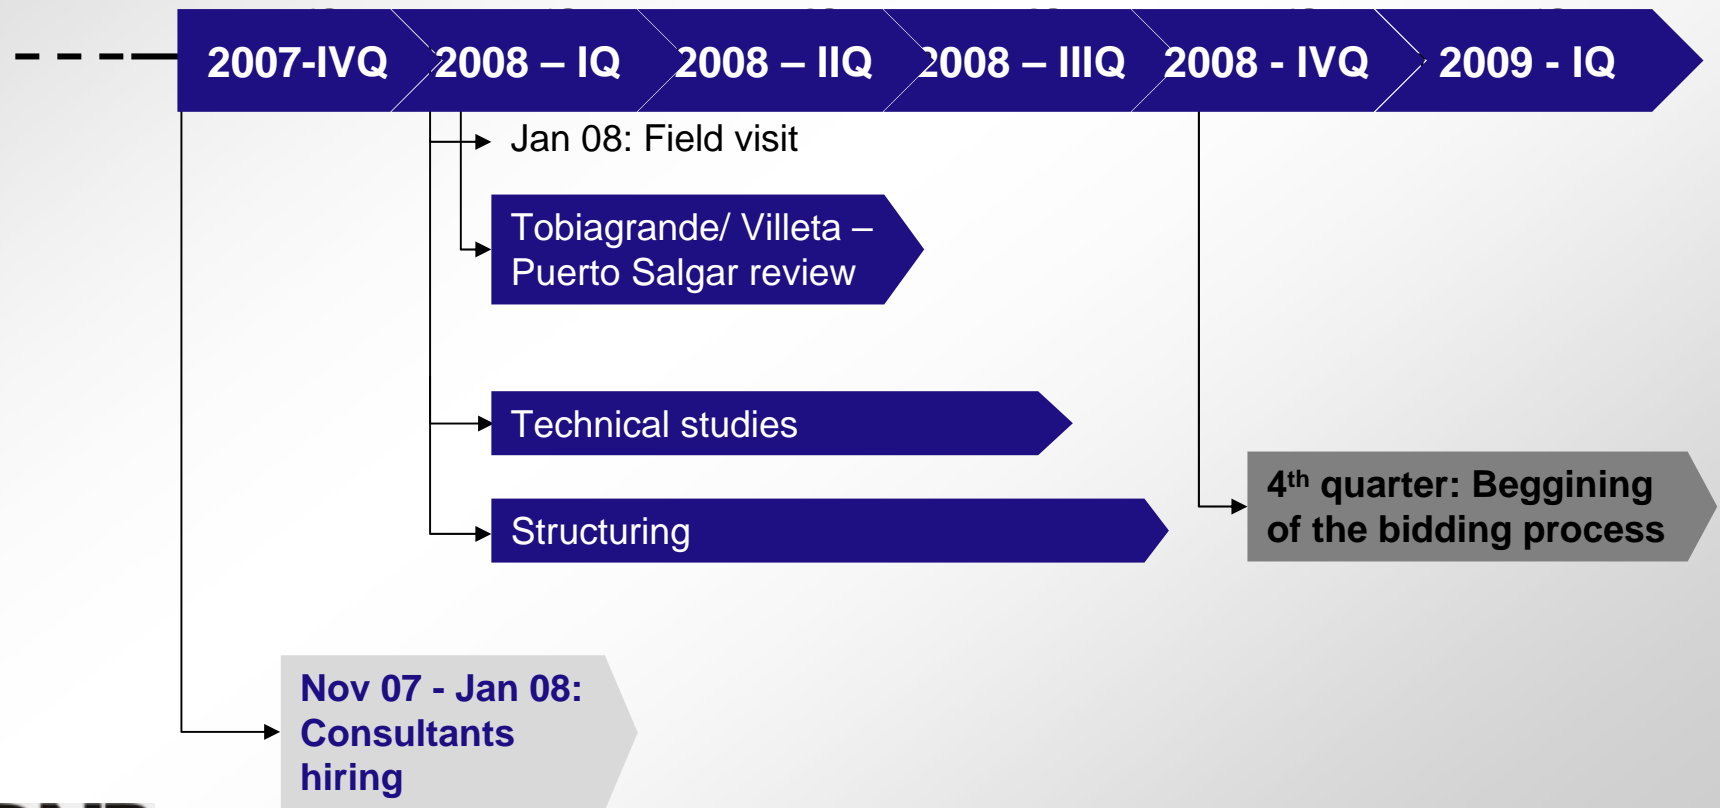 2007-IVQ 2008 – IQ 2008 – IIQ 2008 – IIIQ 2008 - IVQ 2009 - IQ
Jan 08: Field visit
Tobiagrande/ Villeta –
Puerto Salgar review
Technical studies
Structuring
4th quarter: Beggining
of the bidding process
Nov 07 - Jan 08:
Consultants
hiring